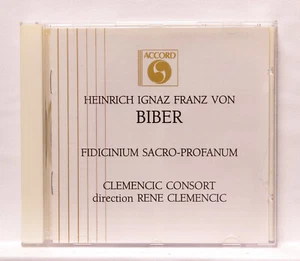 ACCORD
HEINRICH IGNAZ FRANZ VON
BIBER
FIDICINIUM SACRO-PROFANUM
CLEMENCIC CONSORT
direction RENE CLEMENCIC